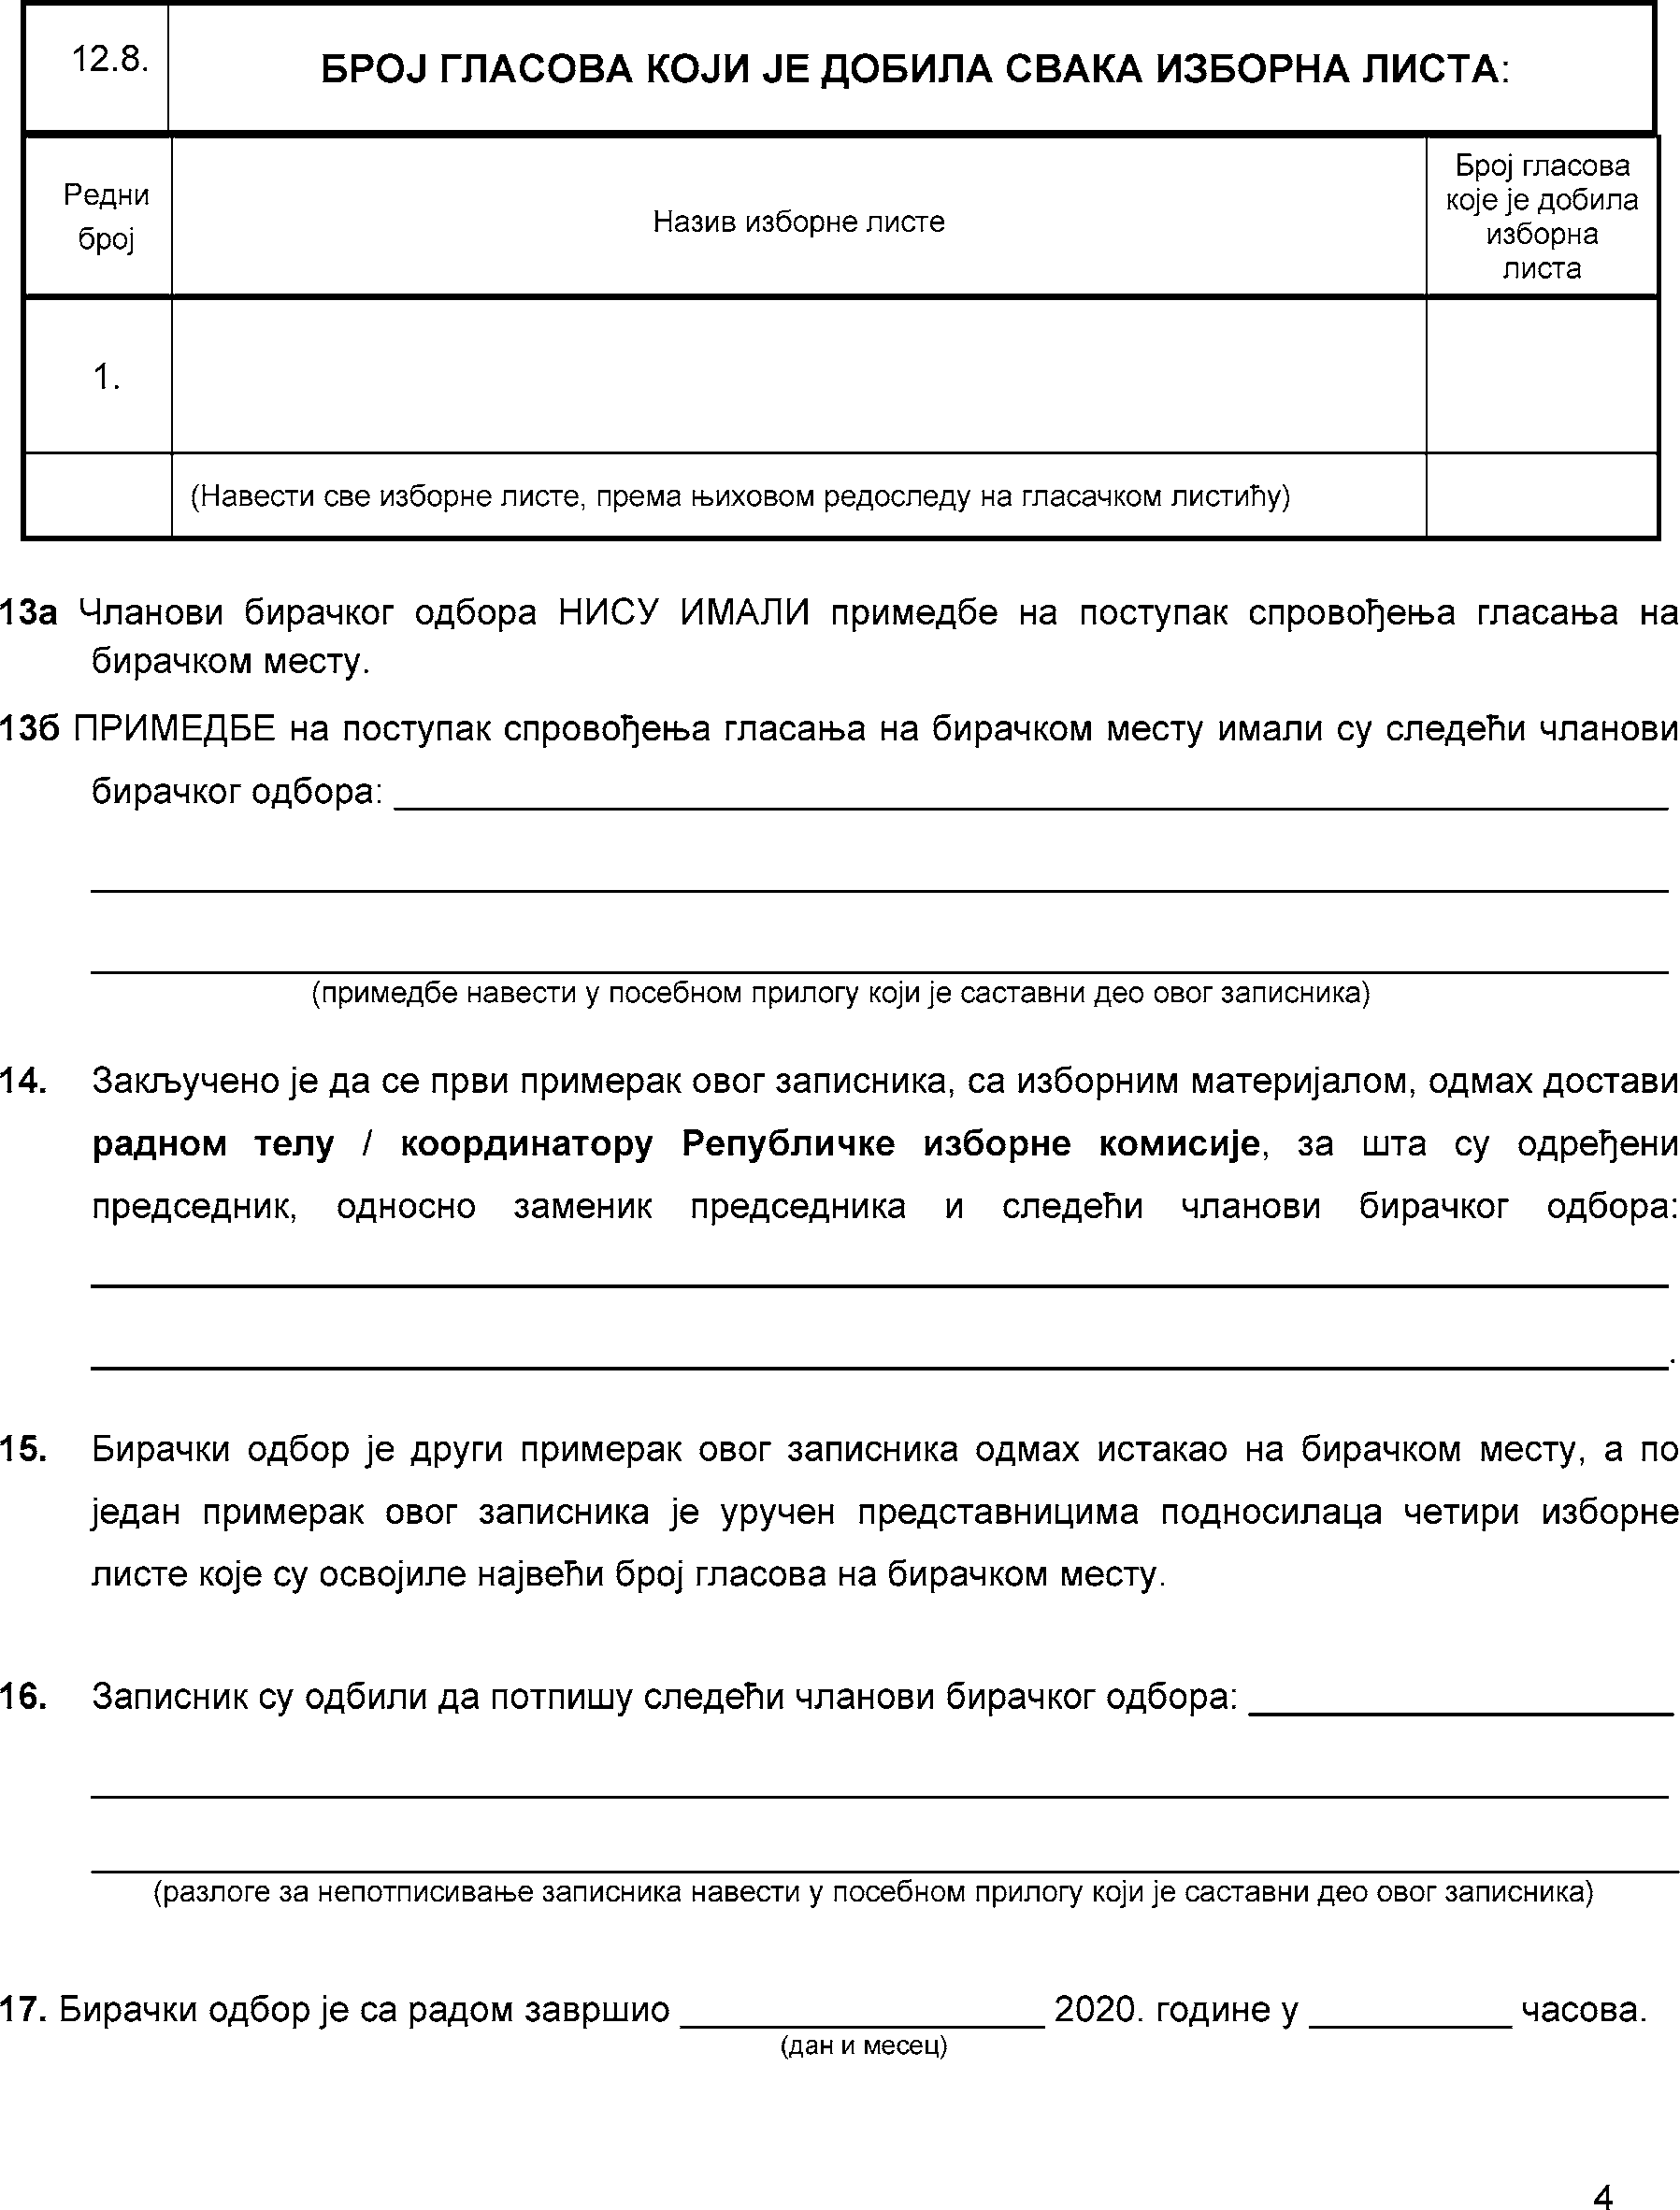 12.8.
БРОЈ ГЛАСОВА КОЈИ ЈЕ ДОБИЛА СВАКА ИЗБОРНА ЛИСТА:
Редни
број
Назив изборне листе
Број гласова
које је добила
изборна
листа
1.
(Навести све изборне листе, према њиховом редоследу на гласачком листићу)
13а Чланови бирачког одбора НИСУ ИМАЛИ примедбе на поступак спровођења гласања на
бирачком месту.
13б ПРИМЕДБЕ на поступак спровођења гласања на бирачком месту имали су следећи чланови
бирачког одбора:
(примедбе навести у посебном прилогу који је саставни део овог записника)
14. Закључено је да се први примерак овог записника, са изборним материјалом, одмах достави
радном телу / координатору Републичке изборне комисије, за шта су одређени
председник, односно заменик председника и следећи чланови бирачког одбора:
.
15. Бирачки одбор је други примерак овог записника одмах истакао на бирачком месту, а по
један примерак овог записника је уручен представницима подносилаца четири изборне
листе које су освојиле највећи број гласова на бирачком месту.
16. Записник су одбили да потпишу следећи чланови бирачког одбора:
(разлоге за непотписивање записника навести у посебном прилогу који је саставни део овог записника)
17. Бирачки одбор је са радом завршио ____________ 2020. године у _______ часова.
(дан и месец)
4